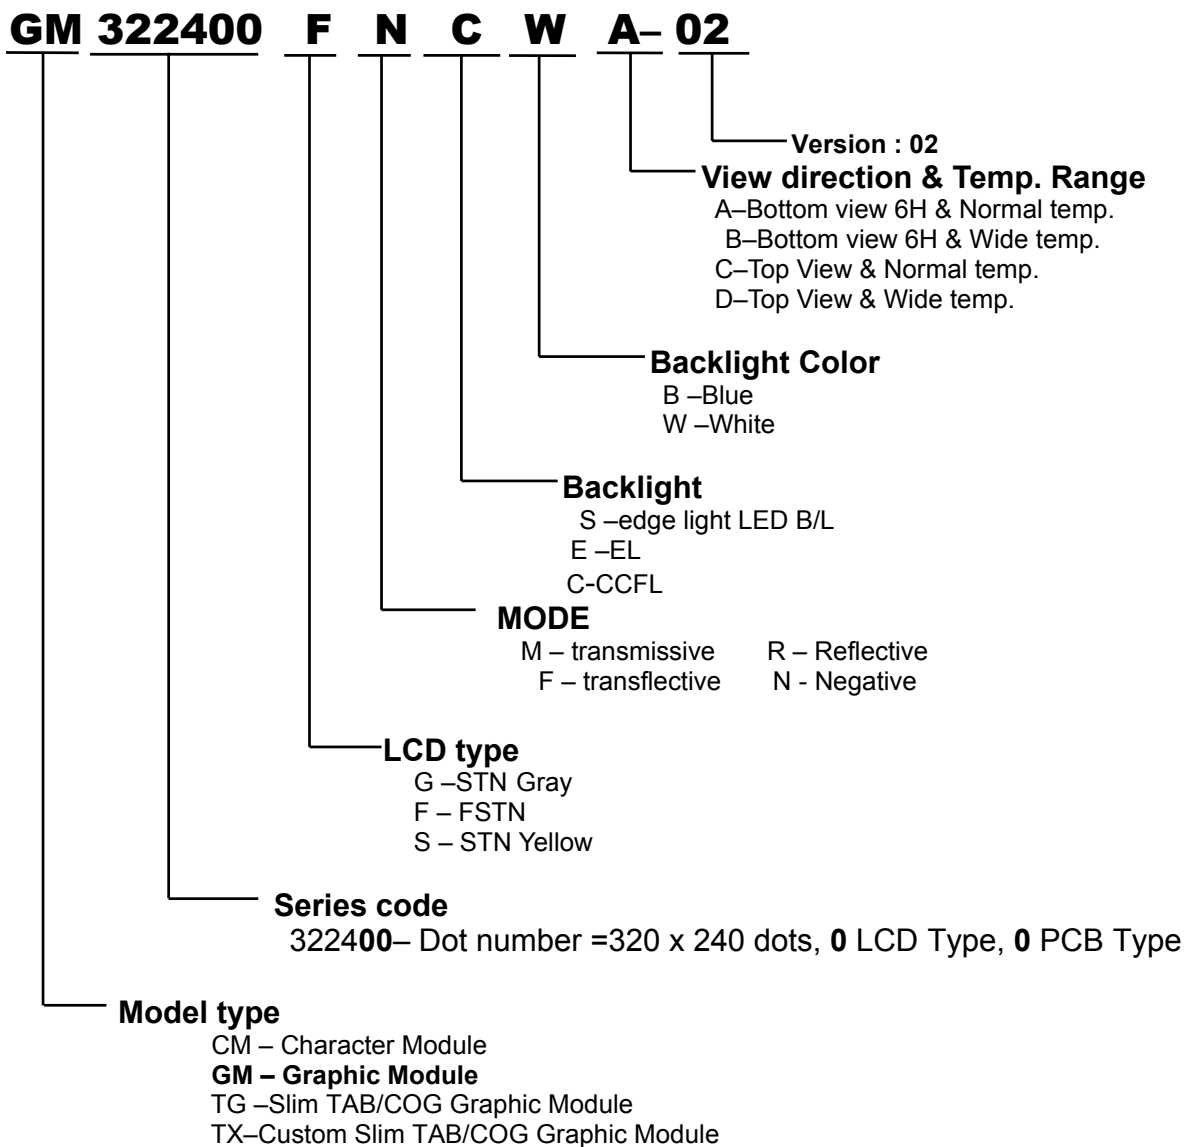 GM 322400 F N C W A– 02
Version : 02
View direction & Temp. Range
A–Bottom view 6H & Normal temp.
B–Bottom view 6H & Wide temp.
C–Top View & Normal temp.
D–Top View & Wide temp.
Backlight Color
B –Blue
W –White
Backlight
S –edge light LED B/L
E –EL
C-CCFL
MODE
M – transmissive R – Reflective
F – transflective N - Negative
LCD type
G –STN Gray
F – FSTN
S – STN Yellow
Series code
322400– Dot number =320 x 240 dots, 0 LCD Type, 0 PCB Type
Model type
CM – Character Module
GM – Graphic Module
TG –Slim TAB/COG Graphic Module
TX–Custom Slim TAB/COG Graphic Module